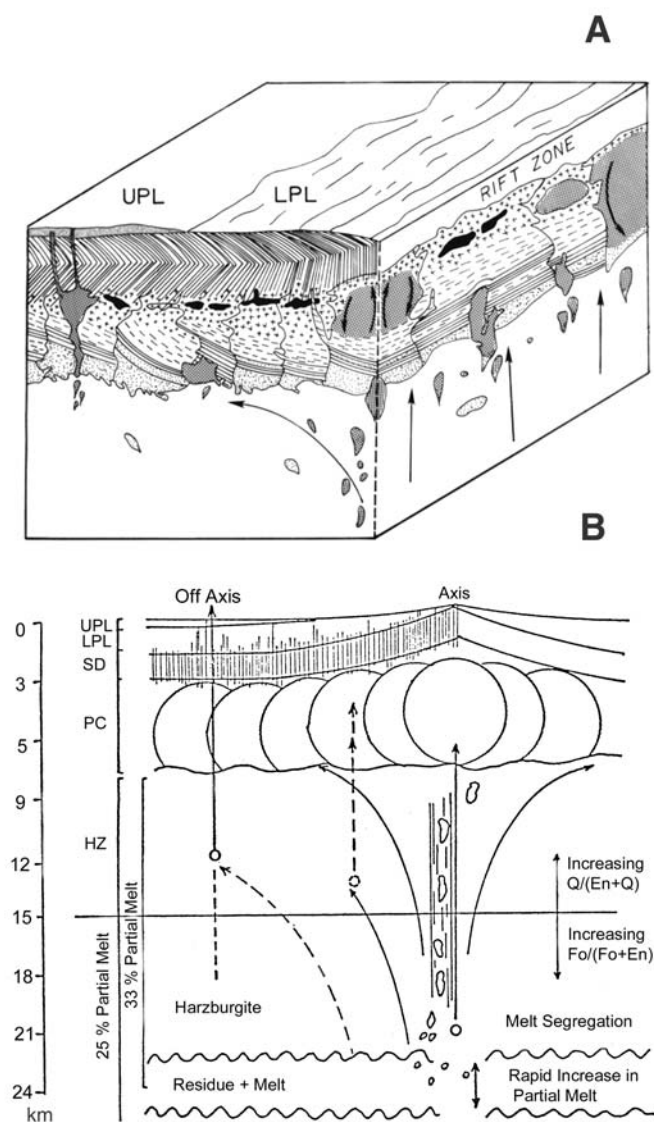 A
UPL
LPL
RIFT ZONE
B
Off Axis
Axis
0
3
5
9
12
15
18
21
24
km
UPL
LPL
SD
PC
HZ
25 % Partial Melt
33 % Partial Melt
Increasing
Q/(En+Q)
Increasing
Fo/(Fo+En)
Harzburgite
Melt Segregation
Residue + Melt
Rapid Increase in
Partial Melt